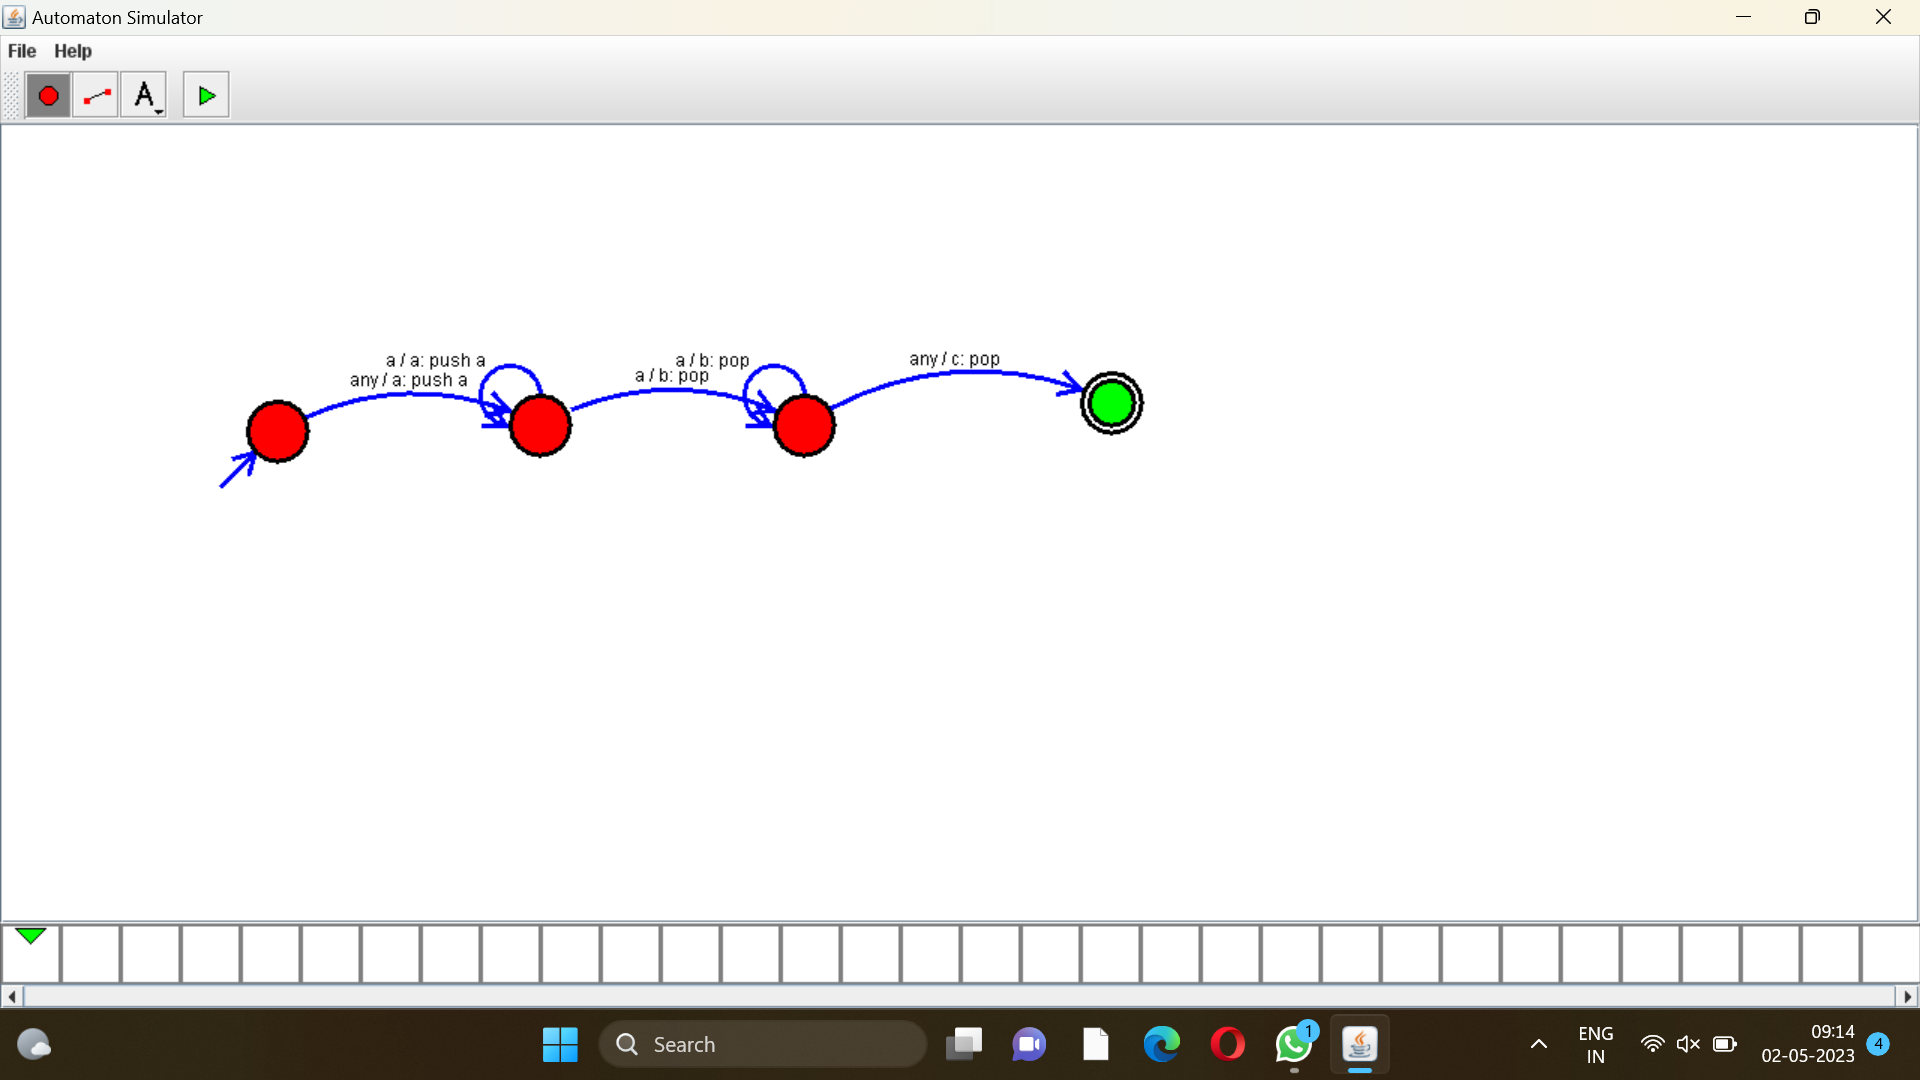 Automaton Simulator
File Help
A
a / a: push a
any / a: push a
a / b: pop
a / b: pop
any / c: pop
Search
1
ENG
IN
09:14
02-05-2023
4